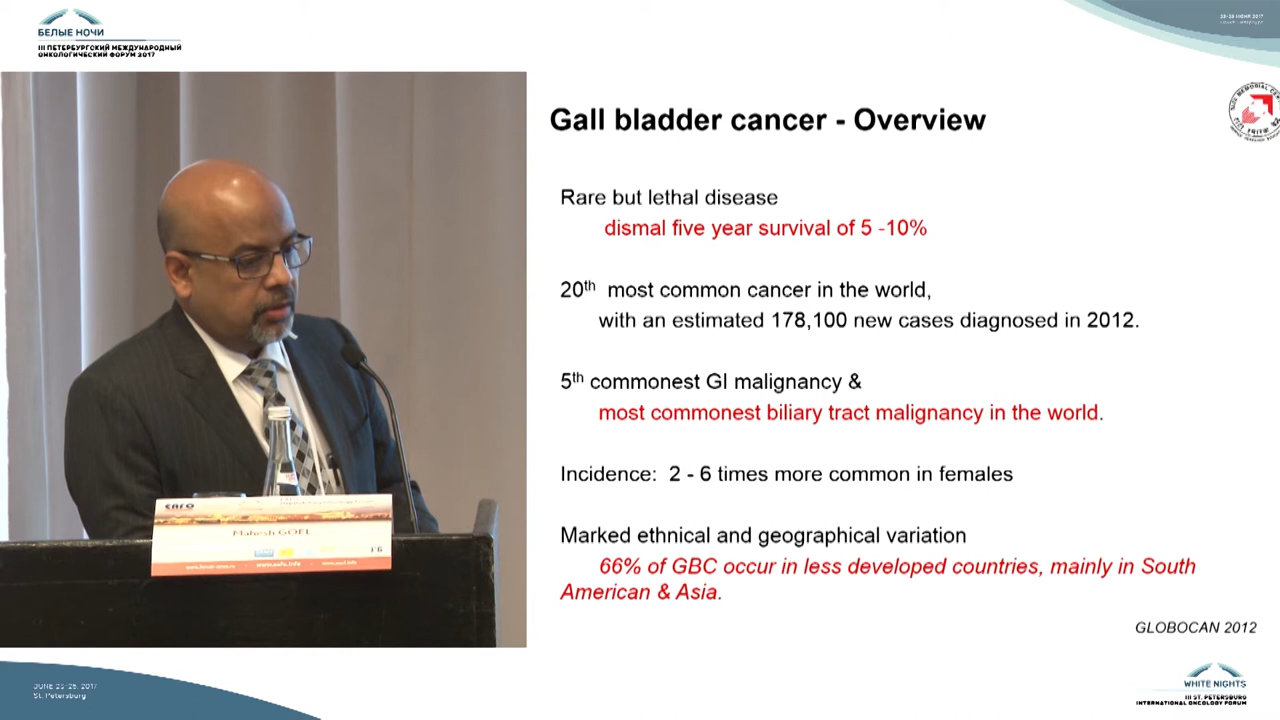 БЕЛЫЕ НОЧИ
III ПЕТЕРБУРГСКИЙ МЕЖДУНАРОДНЫЙ
ОНКОЛОГИЧЕСКИЙ ФОРУМ 2017
Gall bladder cancer - Overview
Rare but lethal disease
dismal five year survival of 5 -10%
20th most common cancer in the world,
with an estimated 178,100 new cases diagnosed in 2012.
5th commonest GI malignancy &
most commonest biliary tract malignancy in the world.
Incidence: 2 - 6 times more common in females
Marked ethnical and geographical variation
66% of GBC occur in less developed countries, mainly in South
American & Asia.
GLOBOCAN 2012
Mahesh GOEL
St. Petersburg
WHITE NIGHTS
III ST. PETERSBURG
INTERNATIONAL ONCOLOGY FORUM